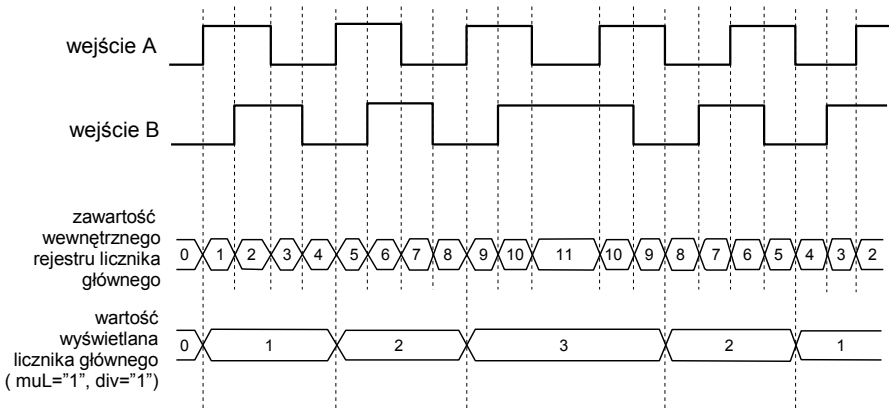 wejście A
wejście B
zawartość
wewnętrznego
rejestru licznika
głównego
0 1 2 3 4 5 6 7 8 9 10 11 10 9 8 7 6 5 4 3 2
wartość
wyświetlana
licznika głównego
( muL=”1”, div=”1”)
0 1 2 3 2 1